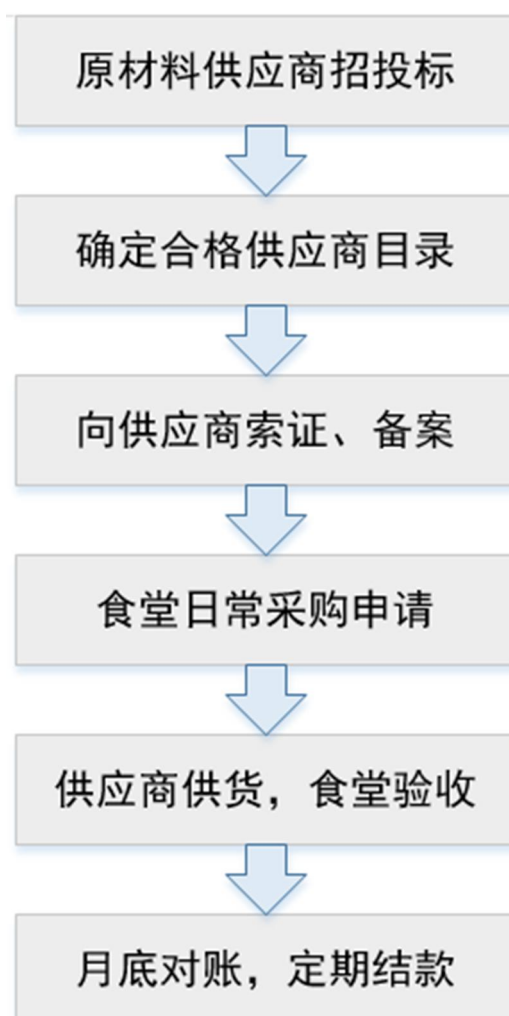 原材料供应商招投标
确定合格供应商目录
向供应商索证、备案
食堂日常采购申请
供应商供货，食堂验收
月底对账，定期结款